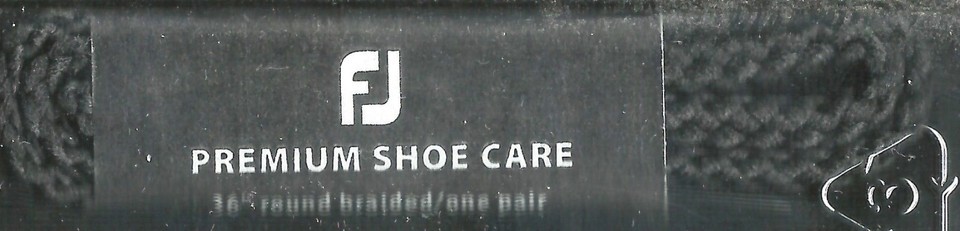 FJ
PREMIUM SHOE CARE
36" round braided/one pair